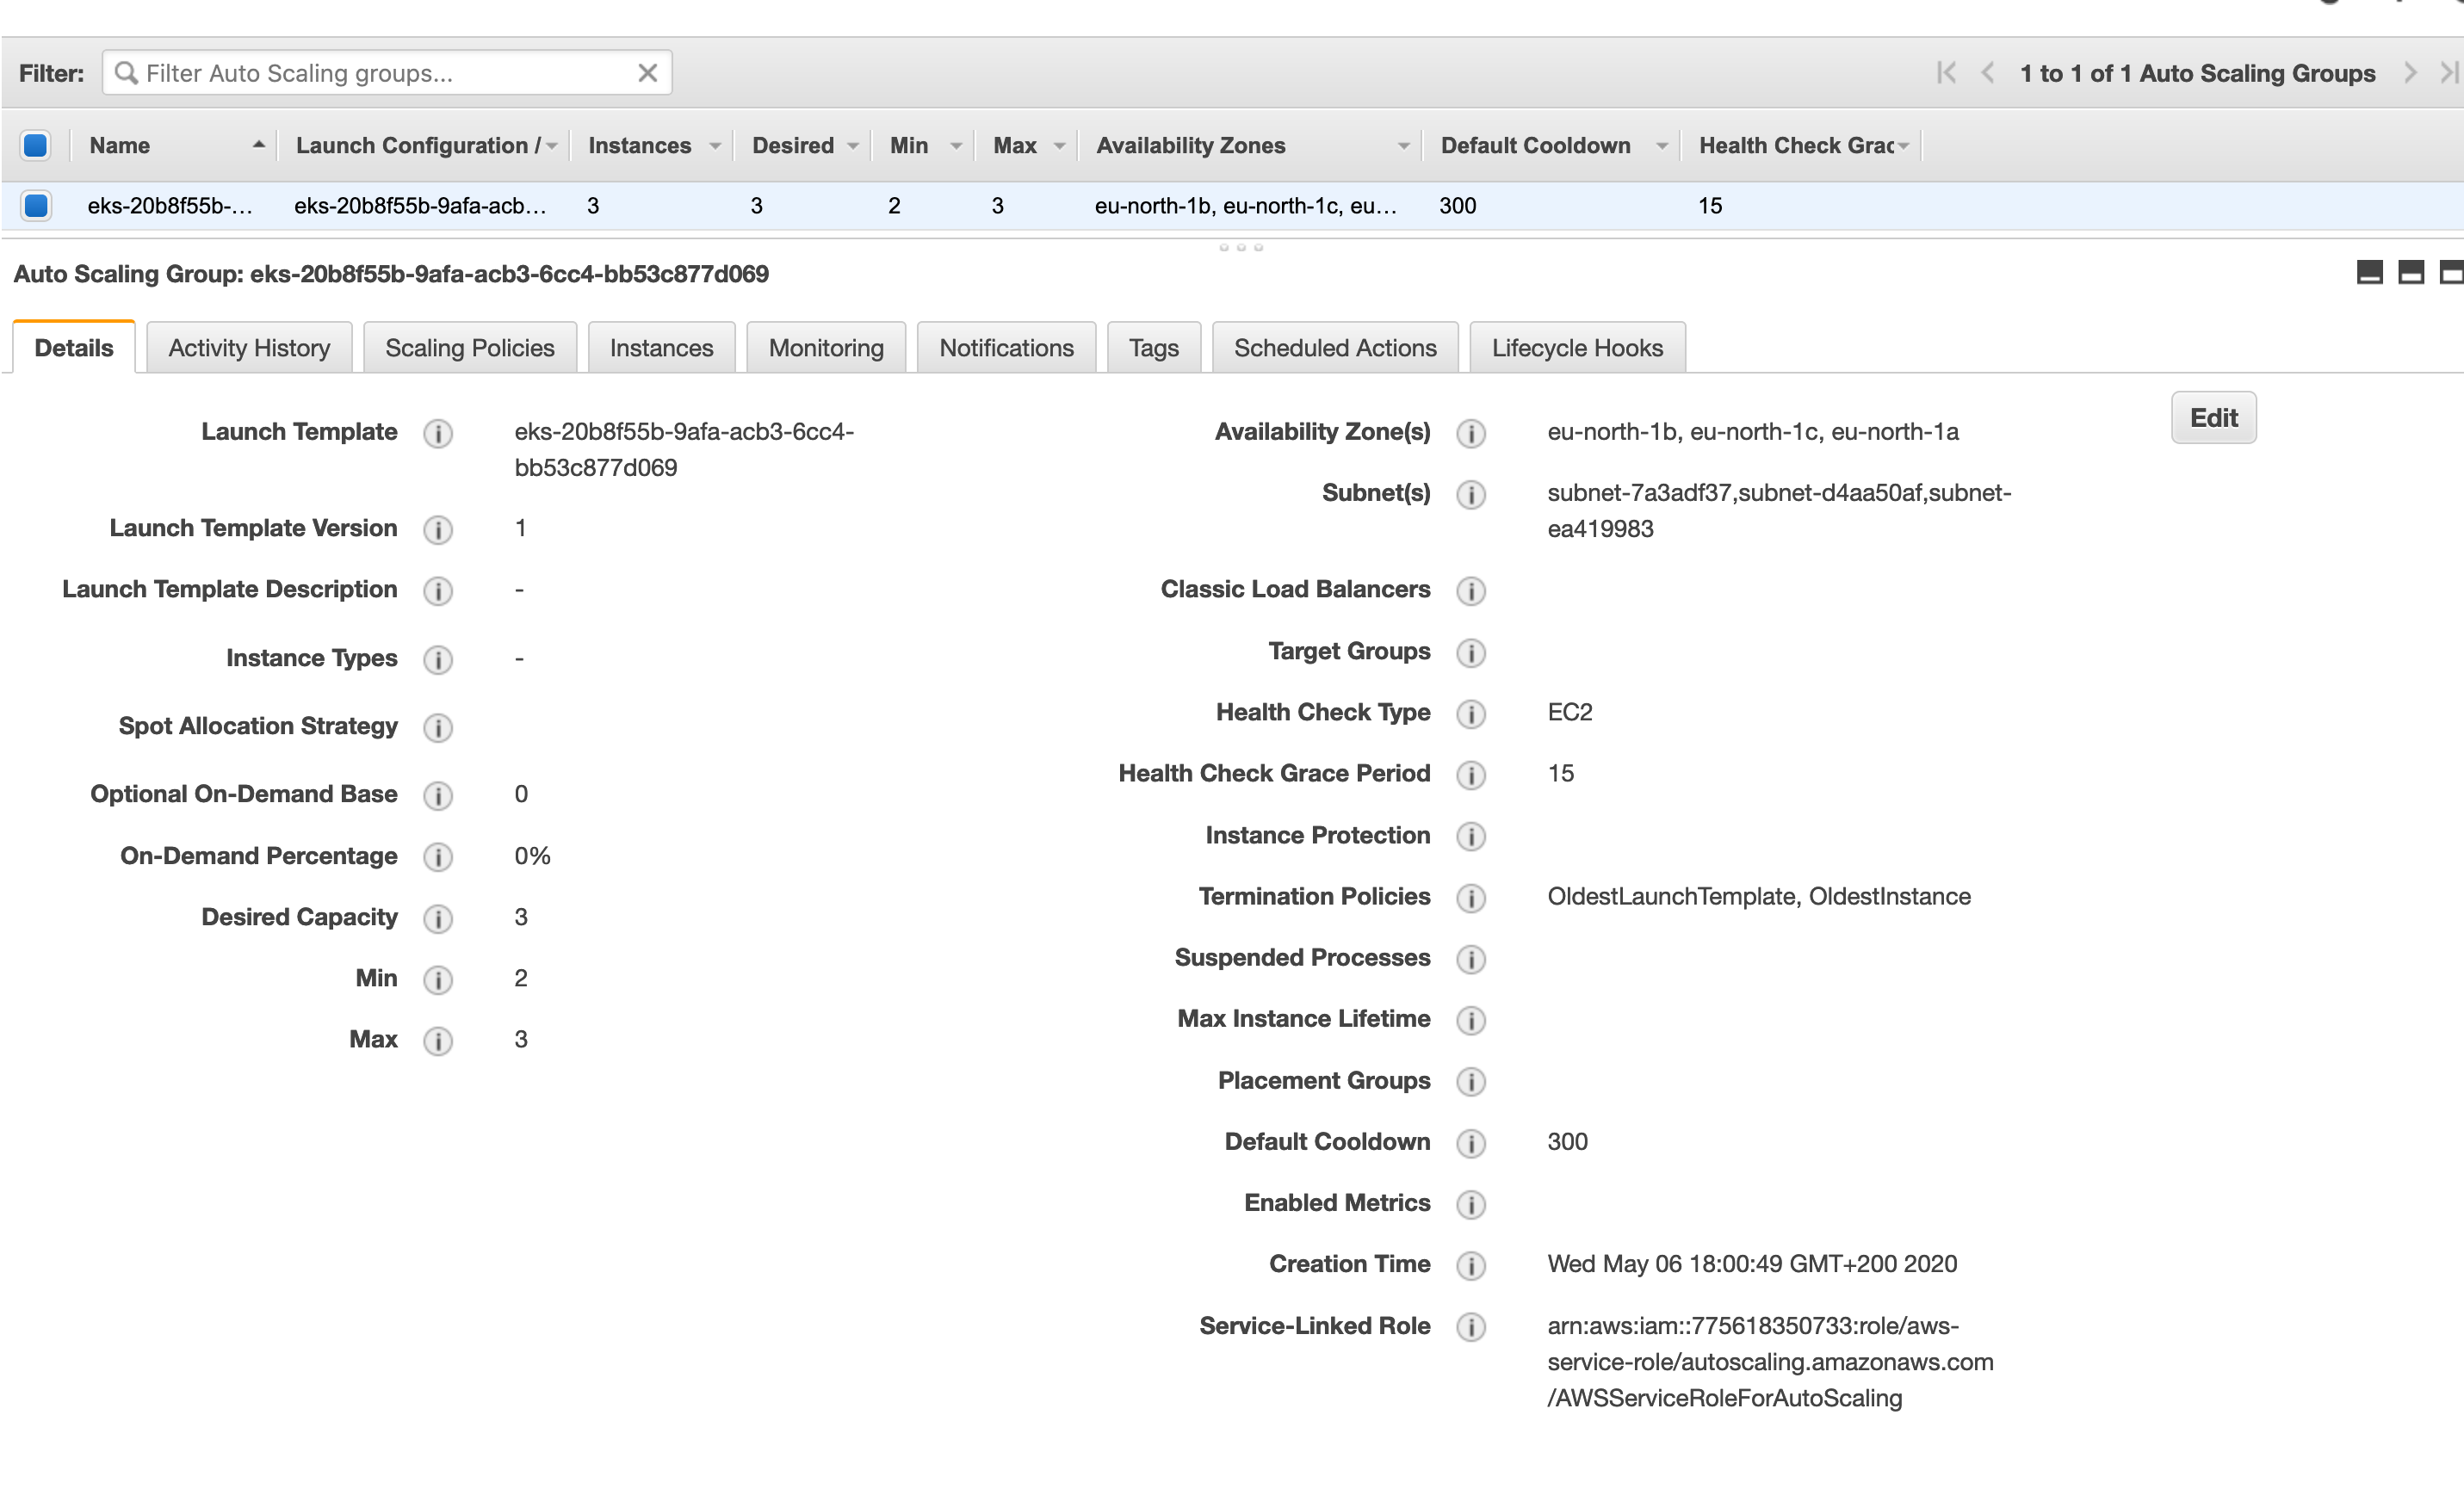 Filter: Filter Auto Scaling groups... 1 to 1 of 1 Auto Scaling Groups
Name Launch Configuration / Instances Desired Min Max Availability Zones Default Cooldown Health Check Grac
eks-20b8f55b-... eks-20b8f55b-9afa-acb... 3 3 2 3 eu-north-1b, eu-north-1c, eu... 300 15
Auto Scaling Group: eks-20b8f55b-9afa-acb3-6cc4-bb53c877d069
Details Activity History Scaling Policies Instances Monitoring Notifications Tags Scheduled Actions Lifecycle Hooks
Edit
Launch Template eks-20b8f55b-9afa-acb3-6cc4-
bb53c877d069
Launch Template Version 1
Launch Template Description -
Instance Types -
Spot Allocation Strategy
Optional On-Demand Base 0
On-Demand Percentage 0%
Desired Capacity 3
Min 2
Max 3
Availability Zone(s) eu-north-1b, eu-north-1c, eu-north-1a
Subnet(s) subnet-7a3adf37,subnet-d4aa50af,subnet-
ea419983
Classic Load Balancers
Target Groups
Health Check Type EC2
Health Check Grace Period 15
Instance Protection
Termination Policies OldestLaunchTemplate, OldestInstance
Suspended Processes
Max Instance Lifetime
Placement Groups
Default Cooldown 300
Enabled Metrics
Creation Time Wed May 06 18:00:49 GMT+200 2020
Service-Linked Role arn:aws:iam::775618350733:role/aws-
service-role/autoscaling.amazonaws.com
/AWSServiceRoleForAutoScaling